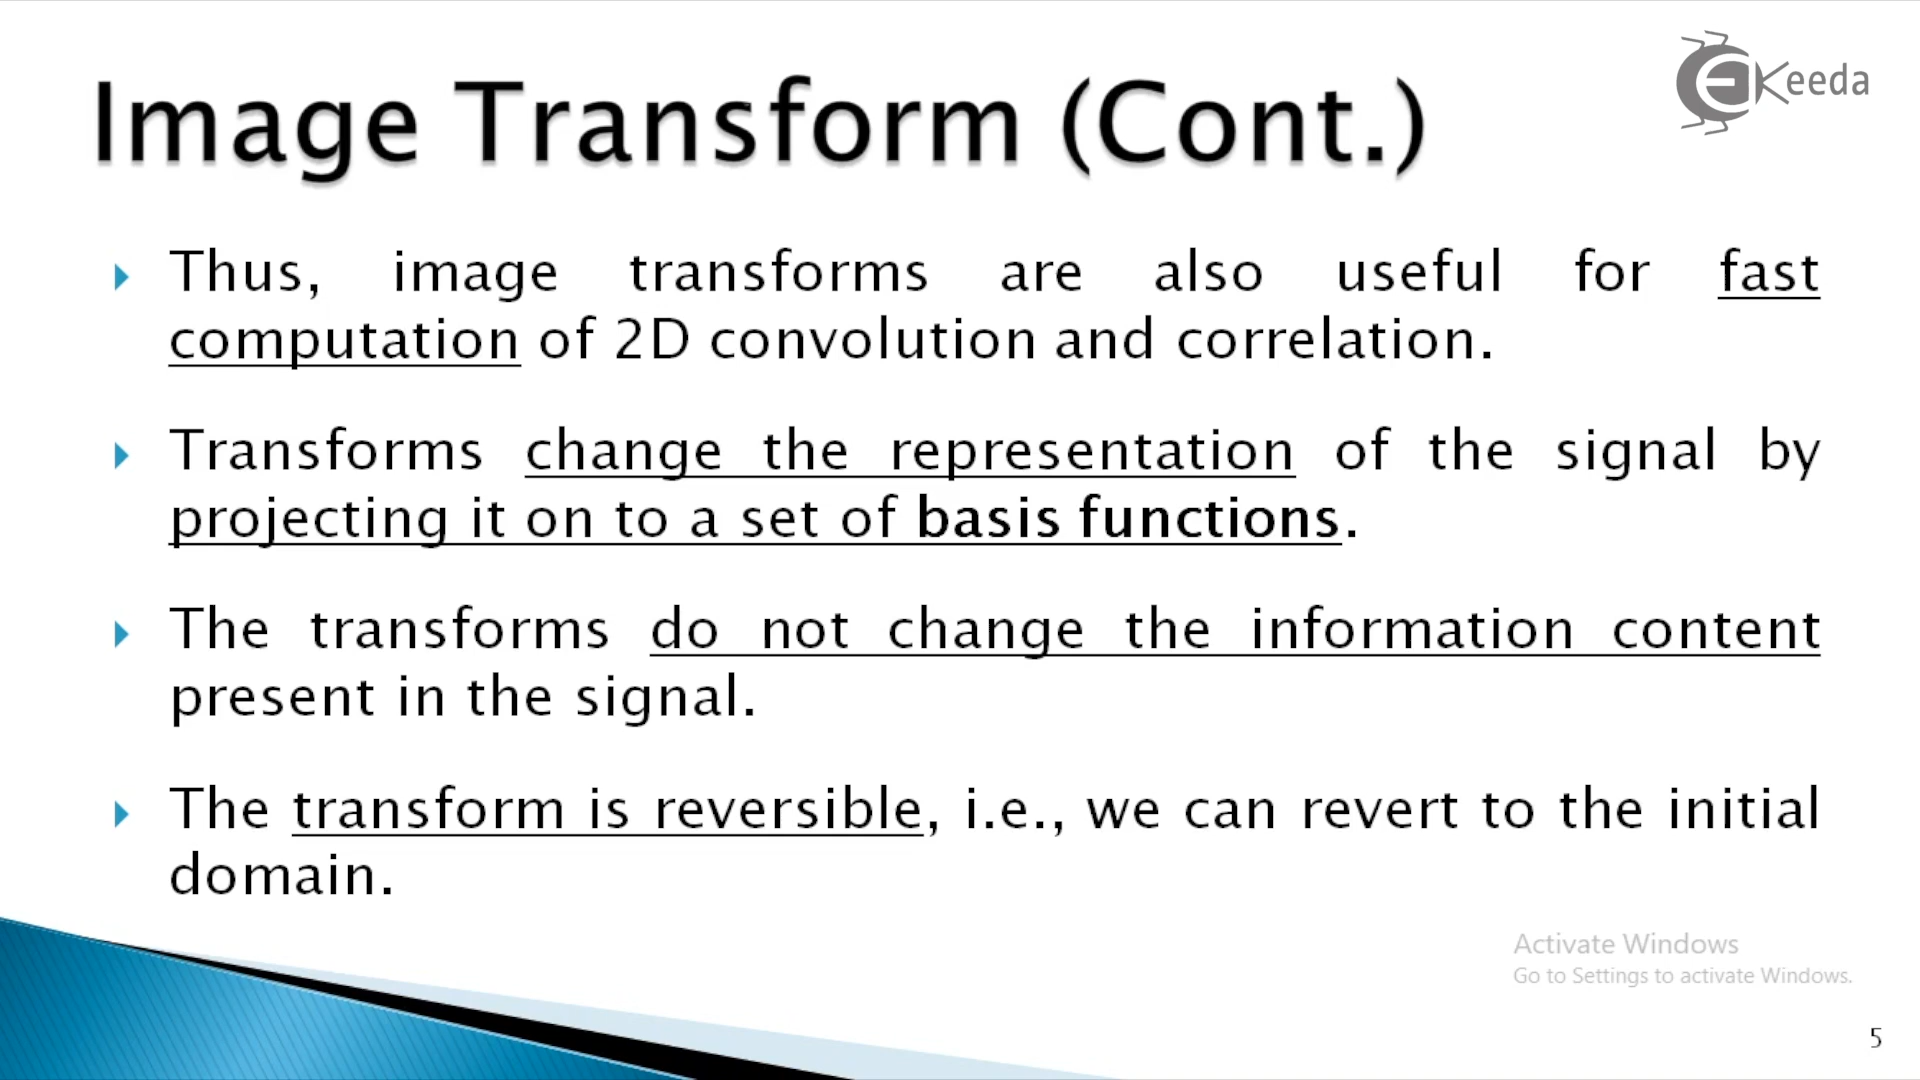 Image Transform (Cont.)
EKeeda
Thus, image transforms are also useful for fast
computation of 2D convolution and correlation.
Transforms change the representation of the signal by
projecting it on to a set of basis functions.
The transforms do not change the information content
present in the signal.
The transform is reversible, i.e., we can revert to the initial
domain.
Activate Windows
Go to Settings to activate Windows.
5